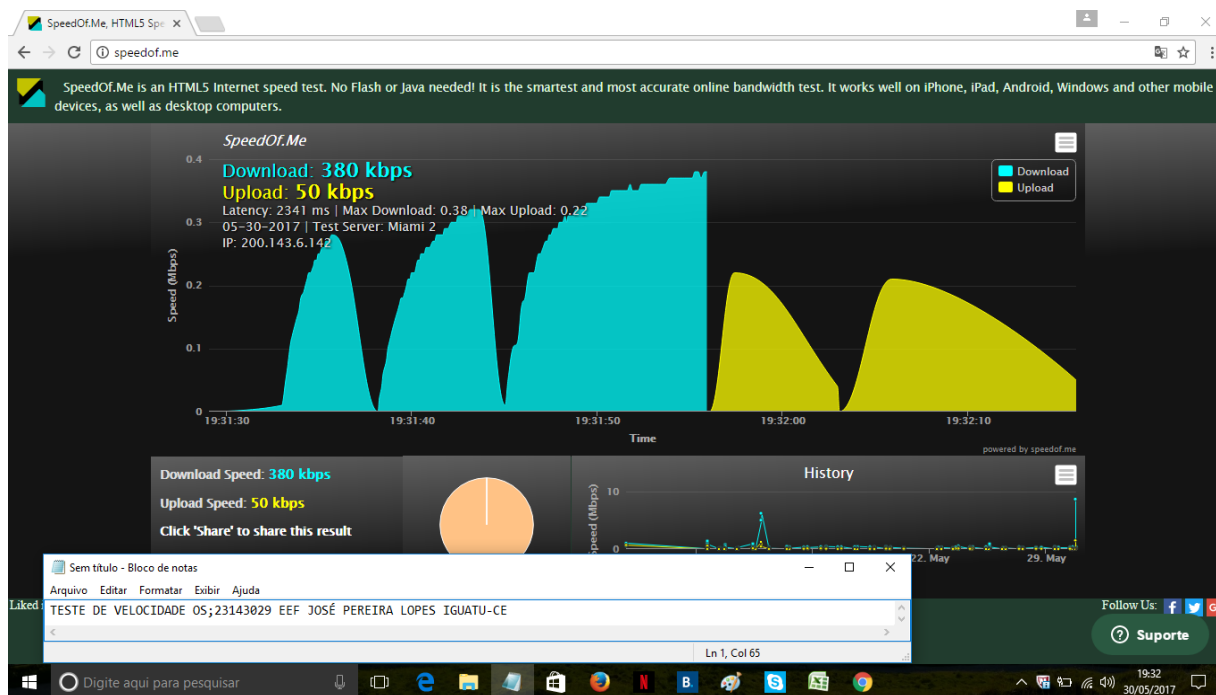 SpeedOf.Me, HTML5 Spe
speedof.me
SpeedOf.Me is an HTML5 Internet speed test. No Flash or Java needed! It is the smartest and most accurate online bandwidth test. It works well on iPhone, iPad, Android, Windows and other mobile
devices, as well as desktop computers.
SpeedOf.Me
Download: 380 kbps
Upload: 50 kbps
Latency: 2341 ms | Max Download: 0.38 | Max Upload: 0.22
05-30-2017 | Test Server: Miami 2
IP: 200.143.6.142
Download
Upload
Speed (Mbps)
0.4
0.3
0.2
0.1
0
19:31:30 19:31:40 19:31:50 19:32:00 19:32:10
Time
powered by speedof.me
Download Speed: 380 kbps
Upload Speed: 50 kbps
Click 'Share' to share this result
History
Speed (Mbps)
10
0
22. May 29. May
Sem título - Bloco de notas
Arquivo Editar Formatar Exibir Ajuda
TESTE DE VELOCIDADE OS;23143029 EEF JOSÉ PEREIRA LOPES IGUATU-CE
Ln 1, Col 65
Liked
Follow Us:
Suporte
Digite aqui para pesquisar
19:32
30/05/2017